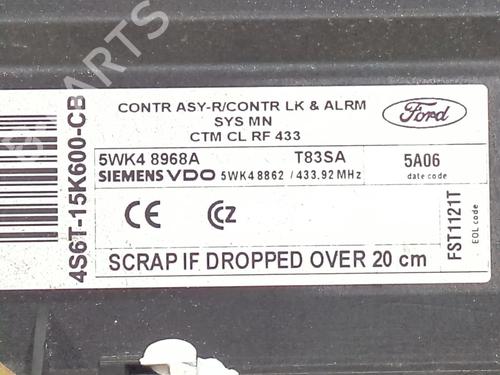 PARTS
4S6T-15K600-CB
CONTR ASY-R/CONTR LK & ALRM
SYS MN
CTM CL RF 433
Ford
5WK4 8968A T83SA
SIEMENS VDO 5WK4 8862 / 433.92 MHz
5A06
date code
CE CZ
FST1121T
EOL code
SCRAP IF DROPPED OVER 20 cm